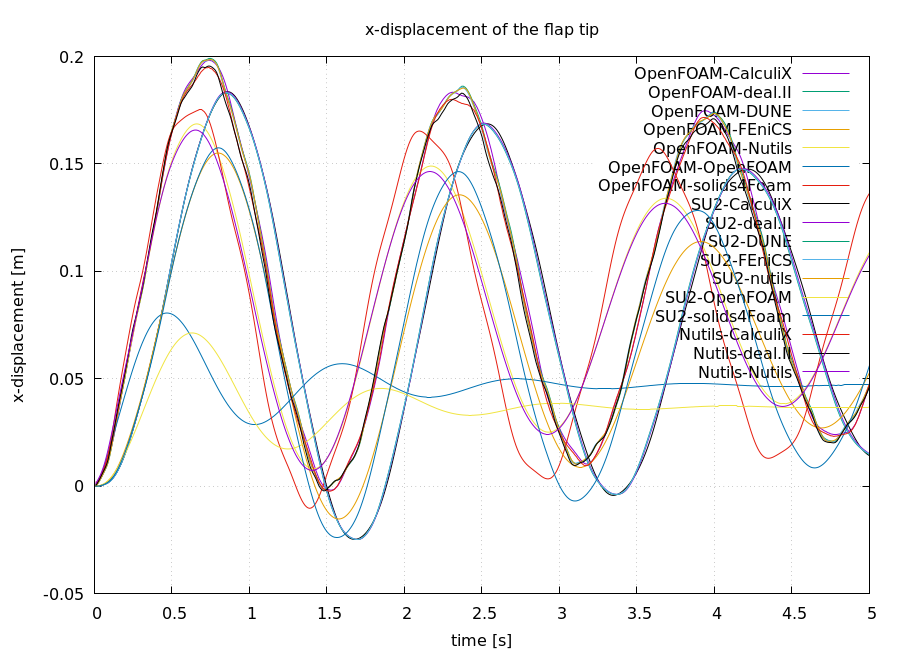 x-displacement of the flap tip
OpenFOAM-CalculiX
OpenFOAM-deal.II
OpenFOAM-DUNE
OpenFOAM-FEniCS
OpenFOAM-Nutils
OpenFOAM-OpenFOAM
OpenFOAM-solids4Foam
SU2-CalculiX
SU2-deal.II
SU2-DUNE
SU2-FEniCS
SU2-nutils
SU2-OpenFOAM
SU2-solids4Foam
Nutils-CalculiX
Nutils-deal.II
Nutils-Nutils
x-displacement [m]
0.2
0.15
0.1
0.05
0
-0.05
0 0.5 1 1.5 2 2.5 3 3.5 4 4.5 5
time [s]